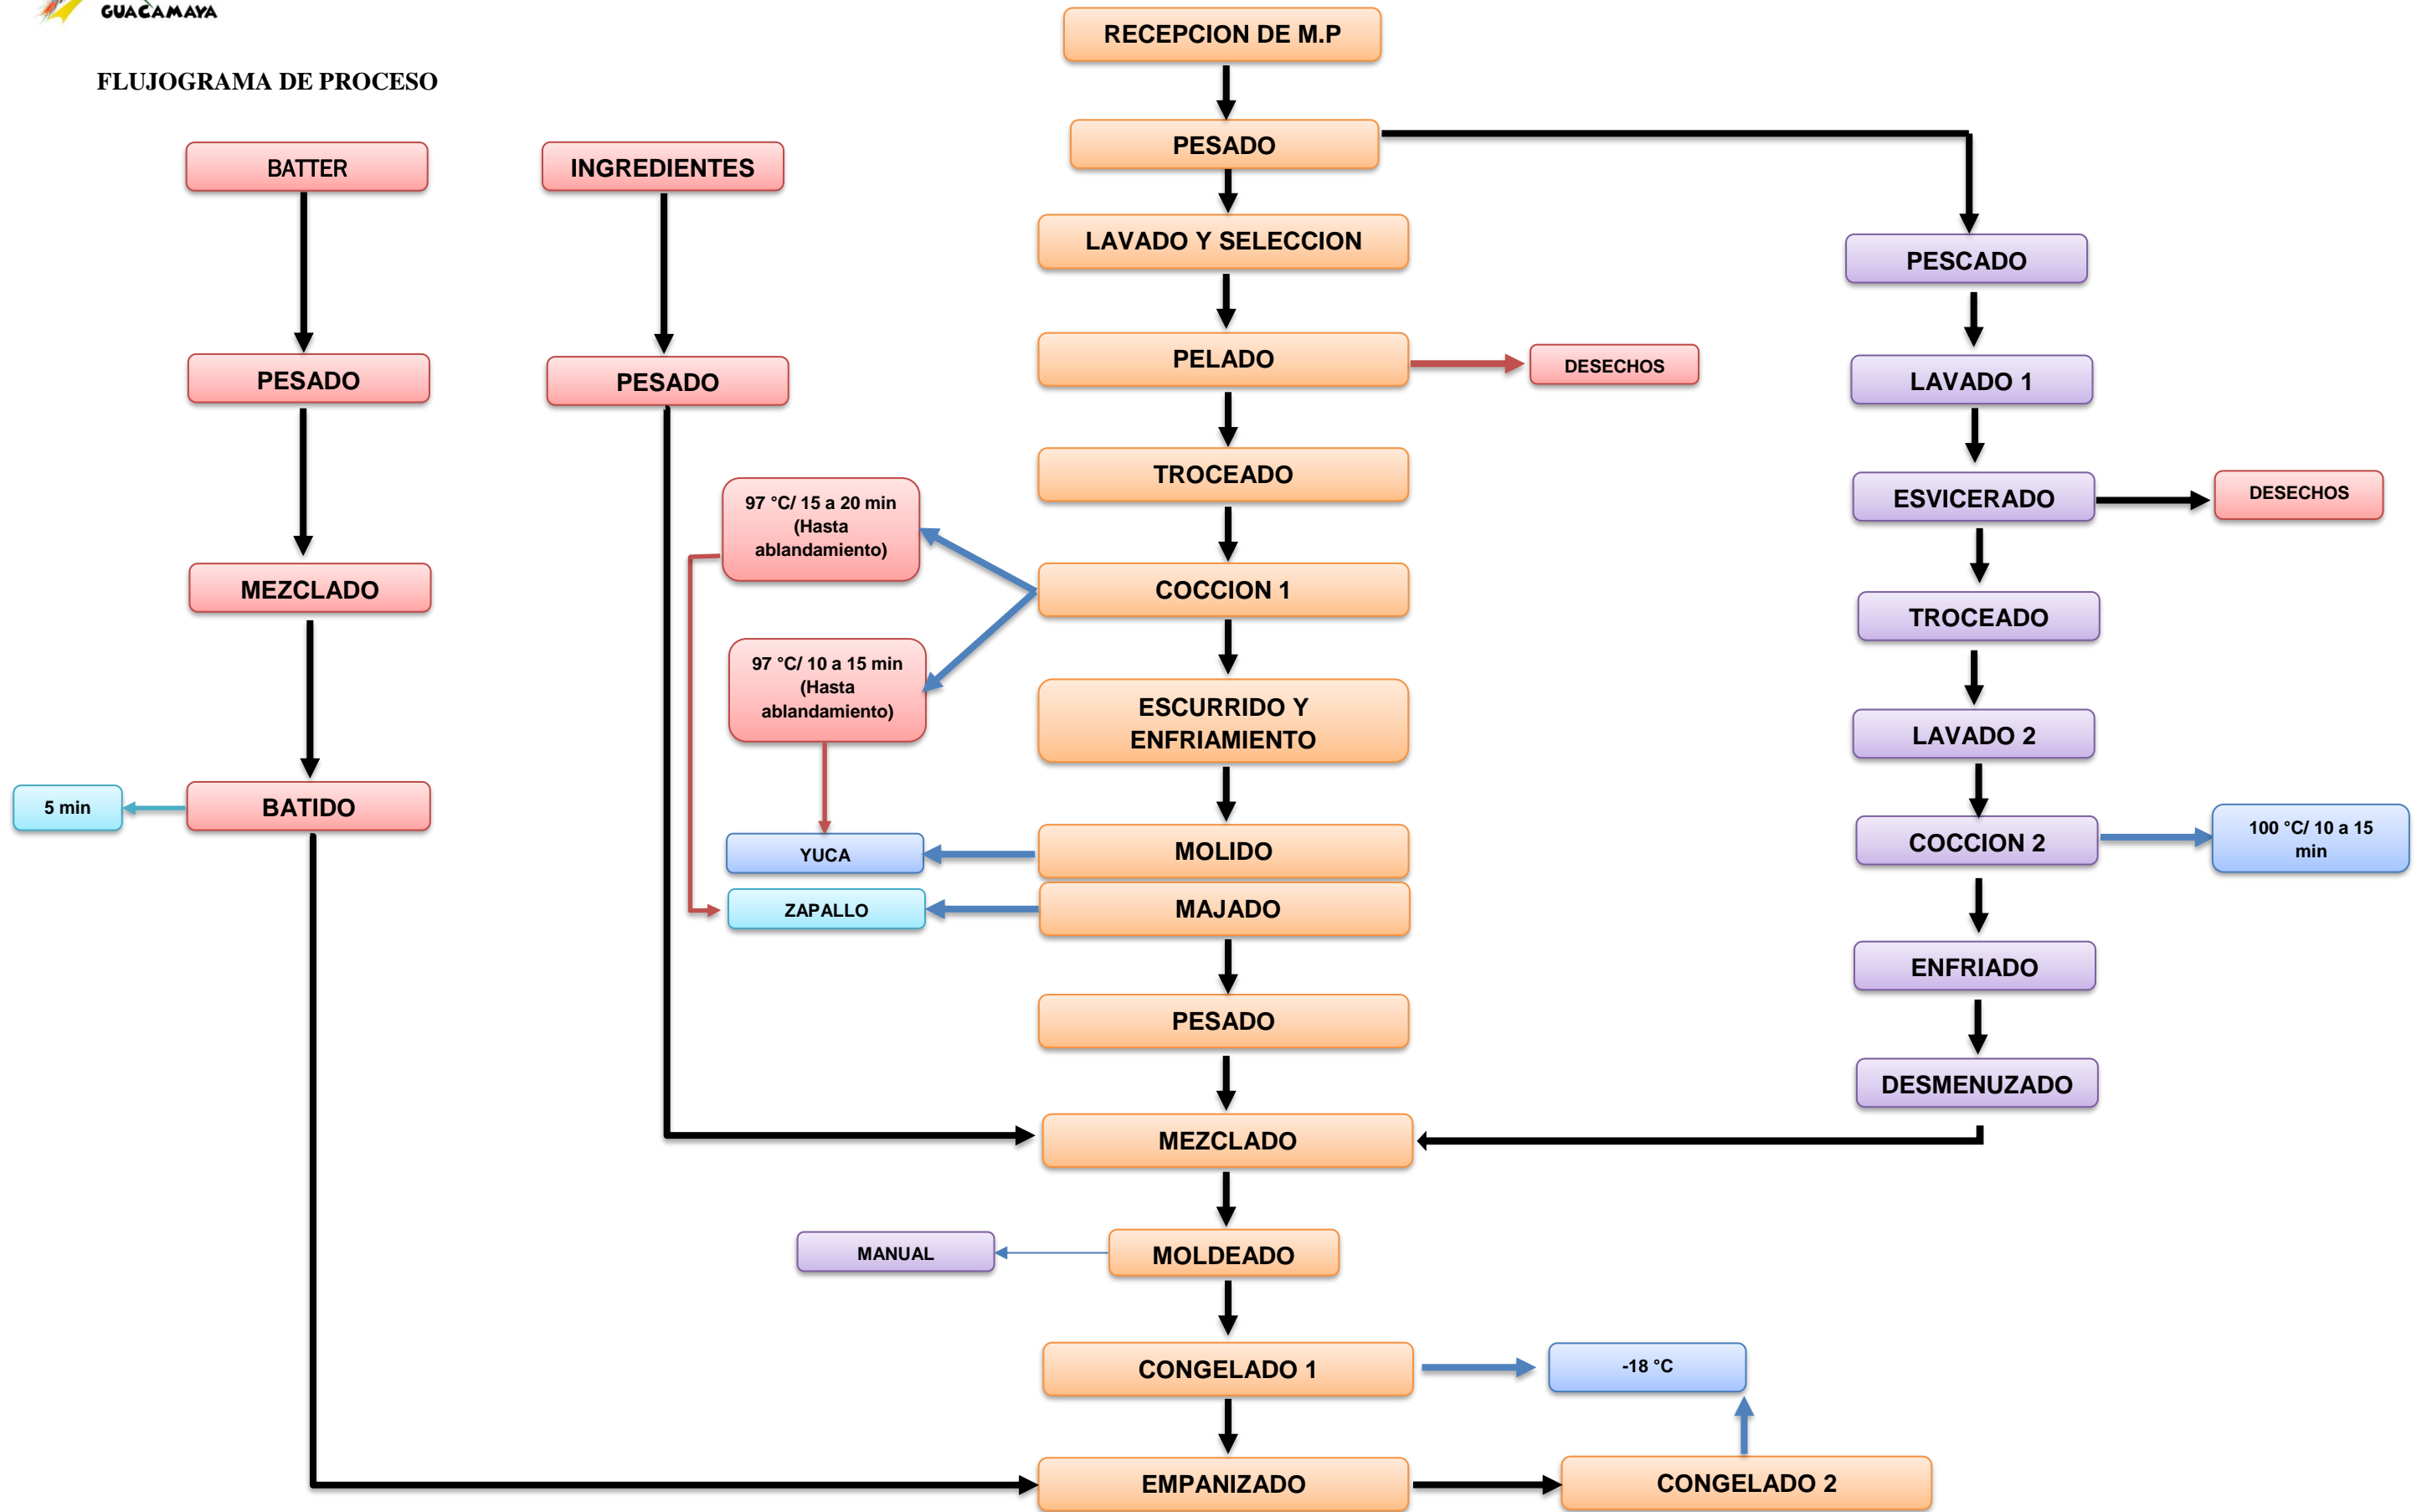 GUACAMAYA
FLUJOGRAMA DE PROCESO
RECEPCION DE M.P
PESADO
BATTER
INGREDIENTES
LAVADO Y SELECCION
PESCADO
PELADO
DESECHOS
LAVADO 1
PESADO
PESADO
TROCEADO
97 °C/ 15 a 20 min
(Hasta
ablandamiento)
ESVICERADO
DESECHOS
MEZCLADO
COCCION 1
TROCEADO
97 °C/ 10 a 15 min
(Hasta
ablandamiento)
ESCURRIDO Y
ENFRIAMIENTO
LAVADO 2
5 min
BATIDO
YUCA
MOLIDO
COCCION 2
100 °C/ 10 a 15
min
ZAPALLO
MAJADO
ENFRIADO
PESADO
DESMENUZADO
MEZCLADO
MANUAL
MOLDEADO
CONGELADO 1
-18 °C
EMPANIZADO
CONGELADO 2